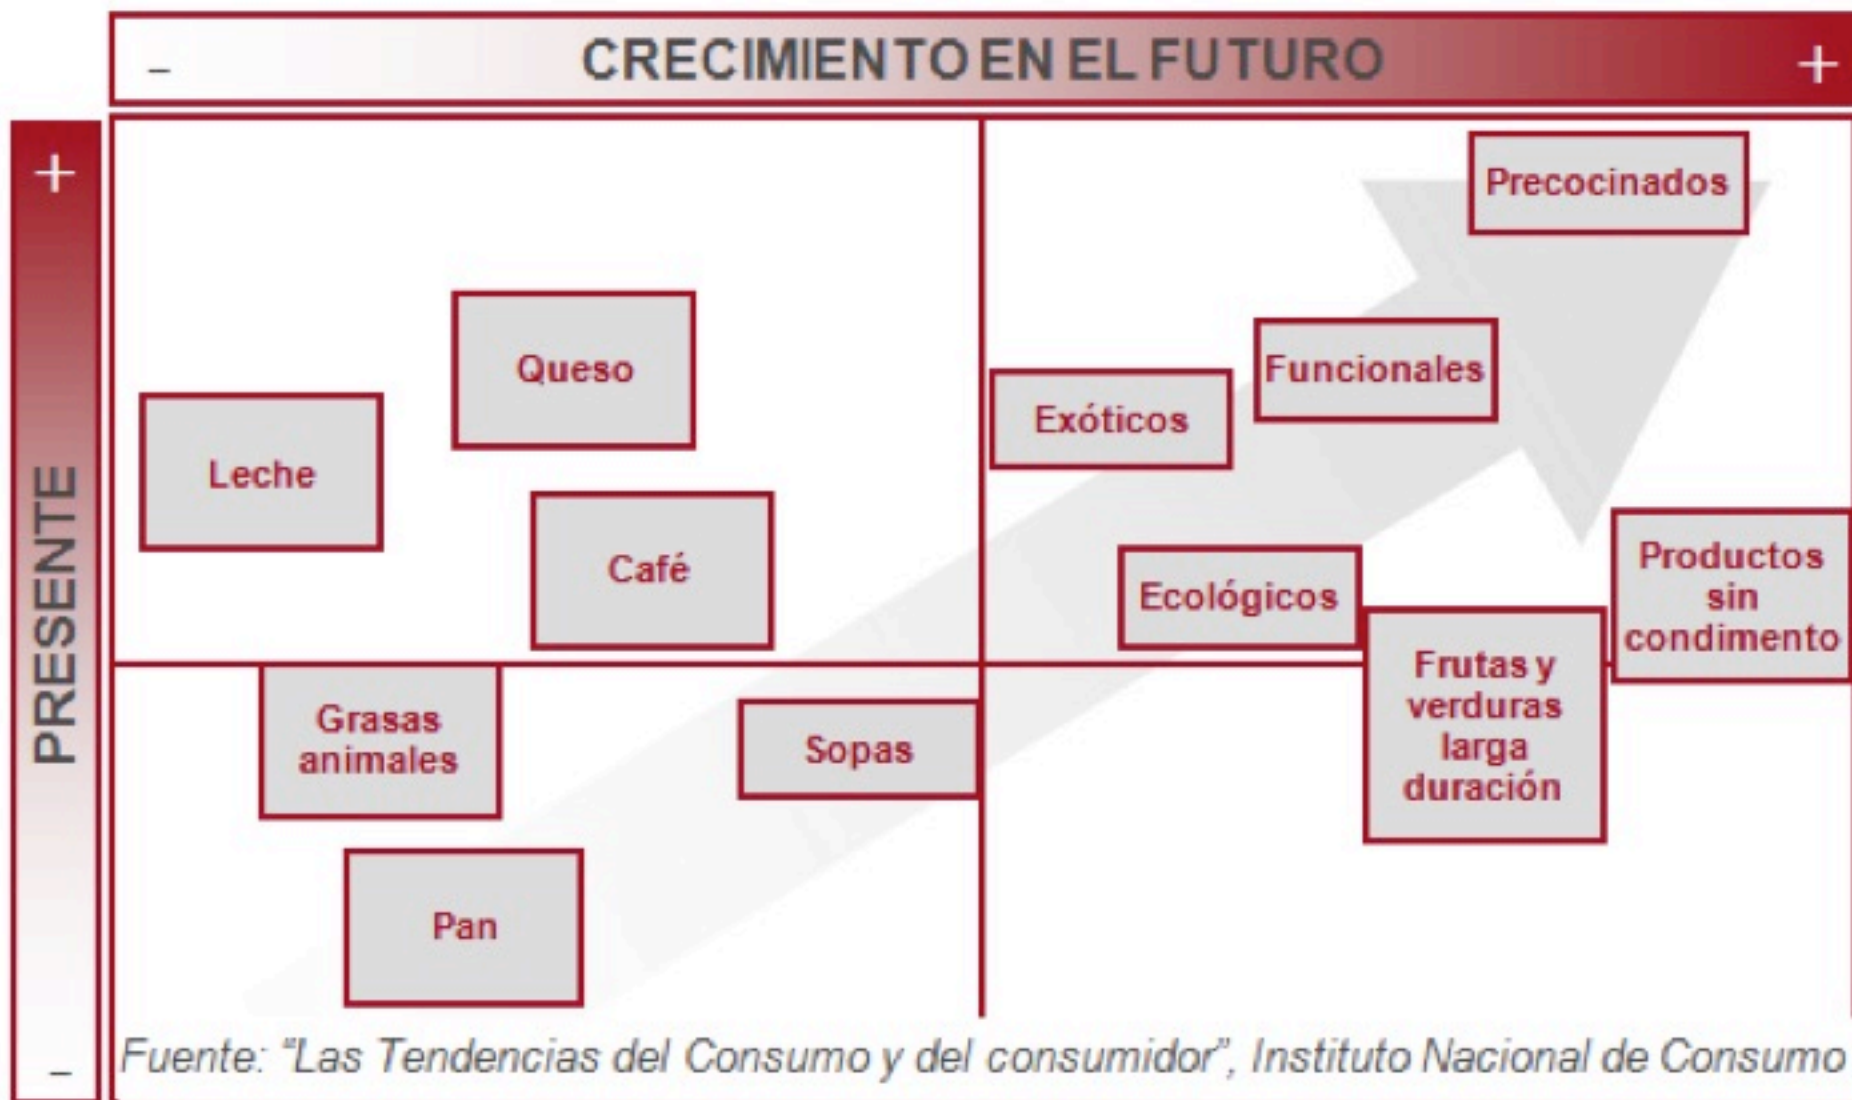 - CRECIMIENTO EN EL FUTURO +
+
PRESENTE
-
Precocinados
Queso
Funcionales
Exóticos
Leche
Café
Ecológicos
Productos
sin
condimento
Frutas y
verduras
larga
duración
Grasas
animales
Sopas
Pan
Fuente: "Las Tendencias del Consumo y del consumidor", Instituto Nacional de Consumo